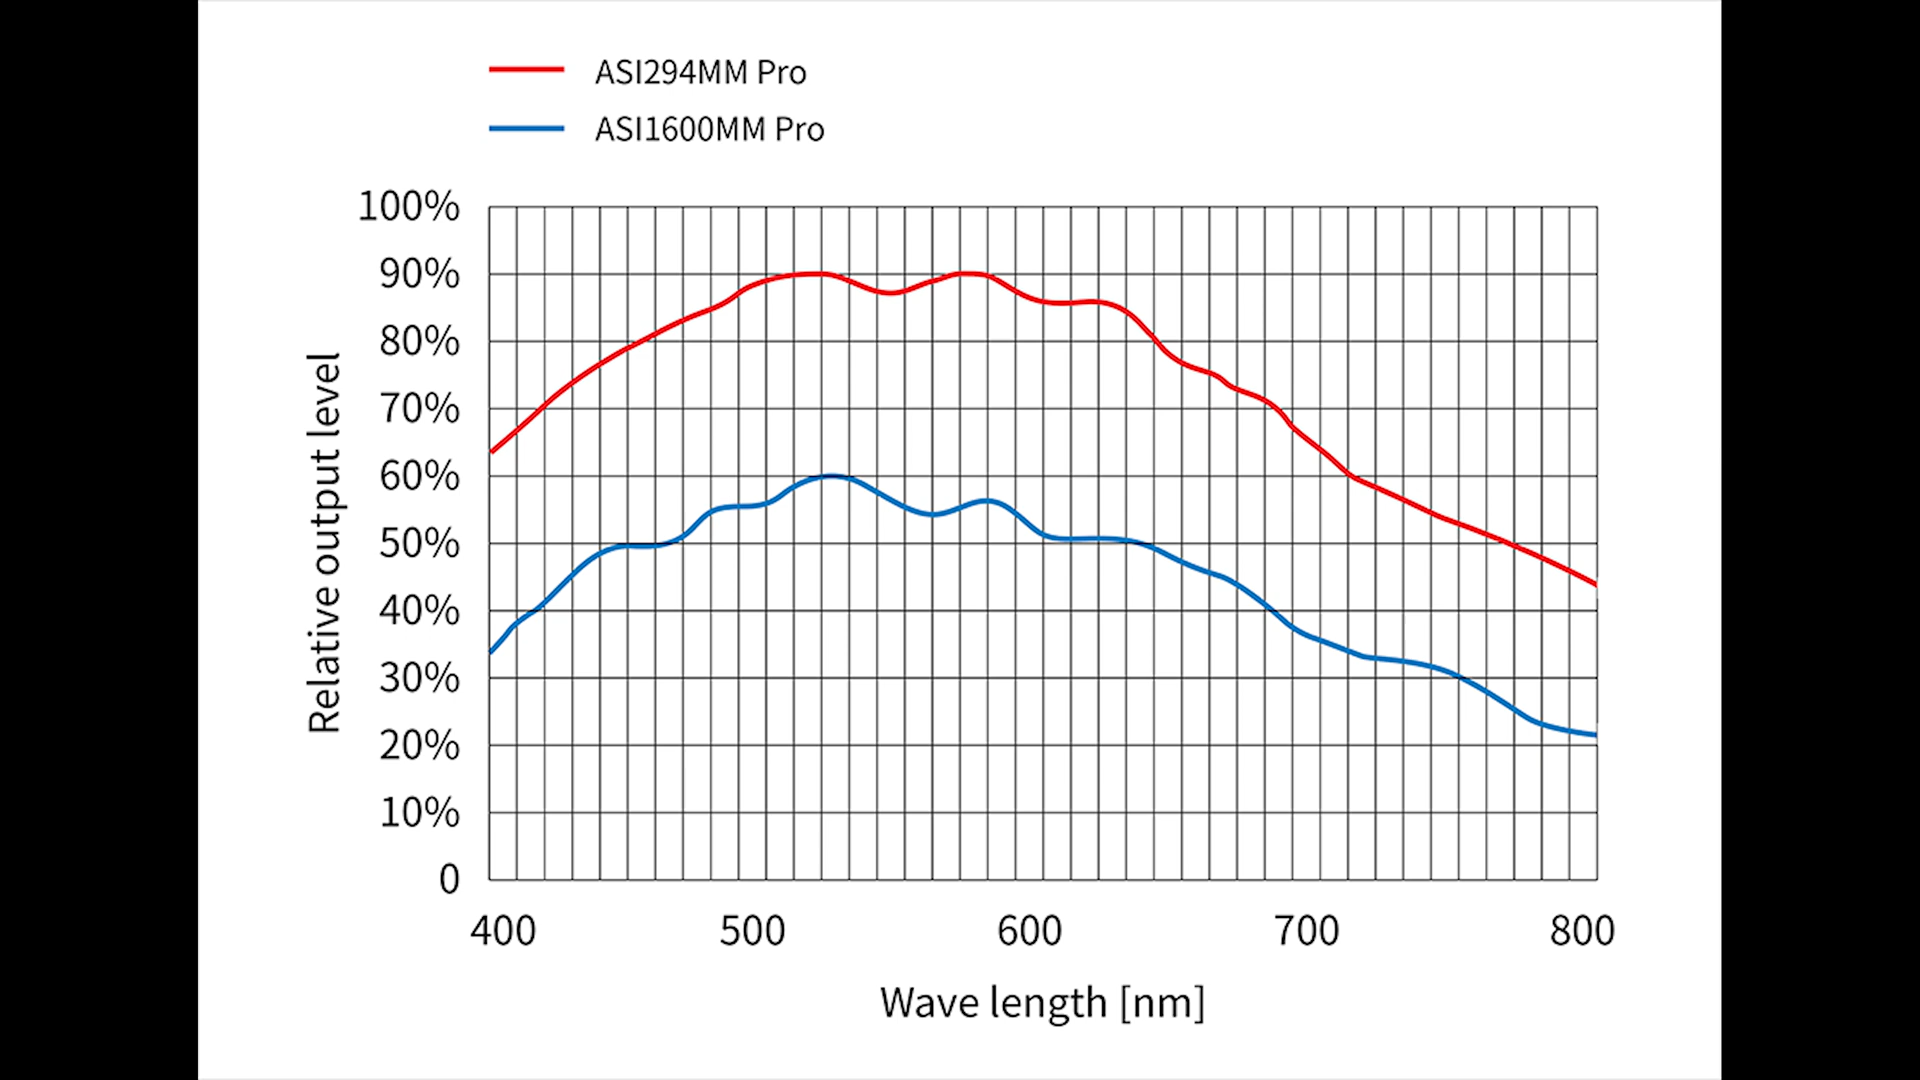 ASI294MM Pro
ASI1600MM Pro
100%
90%
80%
70%
60%
50%
40%
30%
20%
10%
0
Relative output level
400 500 600 700 800
Wave length [nm]